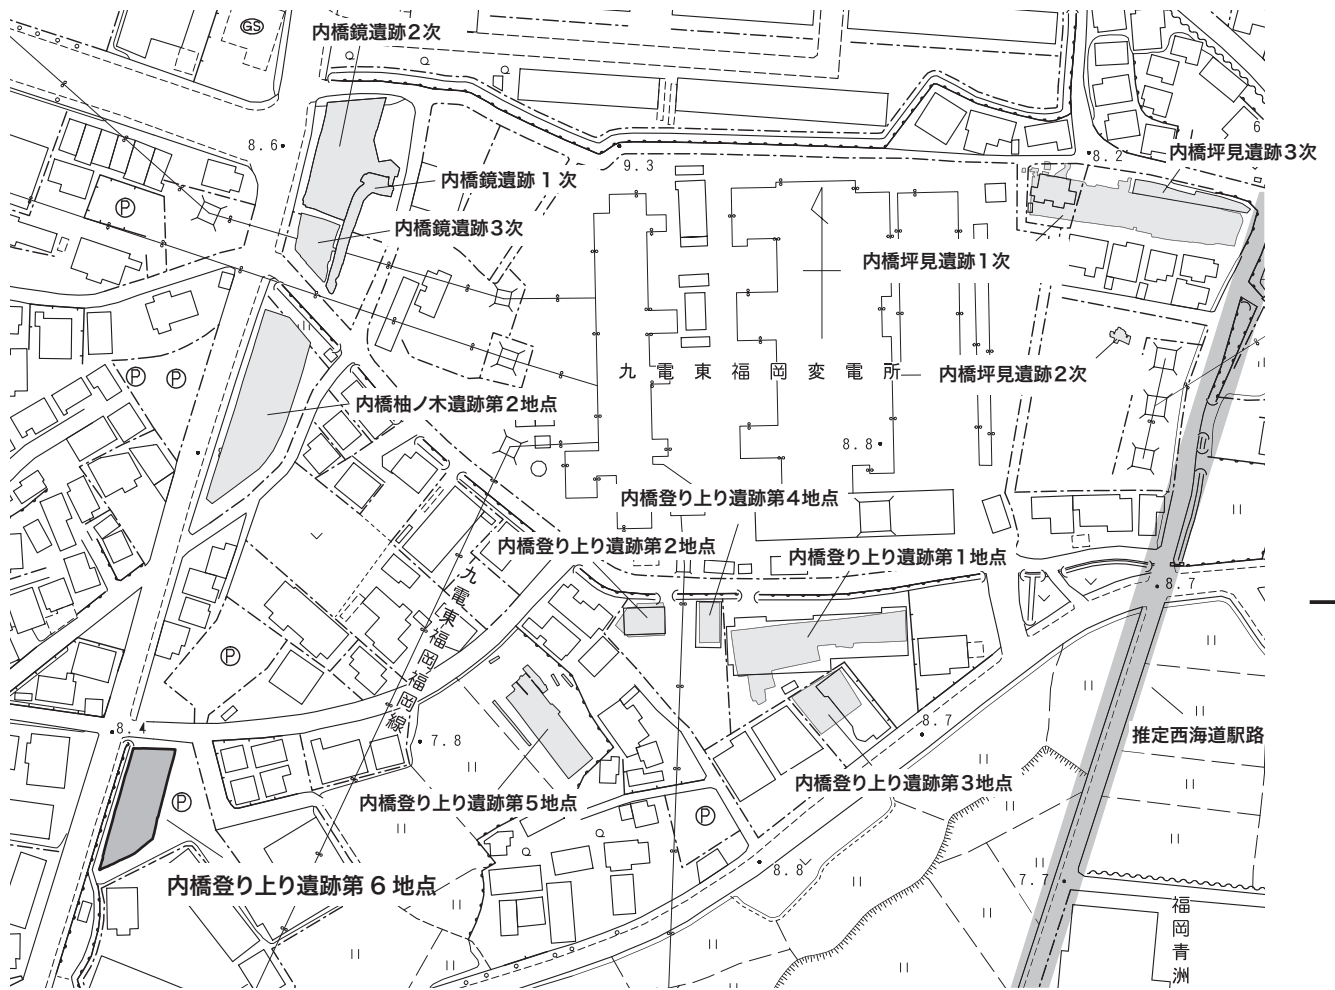 GS
内橋鏡遺跡2次
6
8.6
9.3
8.2
内橋坪見遺跡3次
内橋鏡遺跡1次
P
内橋鏡遺跡3次
内橋坪見遺跡1次
九電東福岡変電所
内橋坪見遺跡2次
P
P
内橋柚ノ木遺跡第2地点
8.8
内橋登り上り遺跡第4地点
内橋登り上り遺跡第2地点
内橋登り上り遺跡第1地点
8.7
九電東福岡福岡線
P
8.4
7.8
8.7
推定西海道駅路
内橋登り上り遺跡第3地点
P
内橋登り上り遺跡第5地点
P
8.8
7.7
内橋登り上り遺跡第6地点
福岡青洲